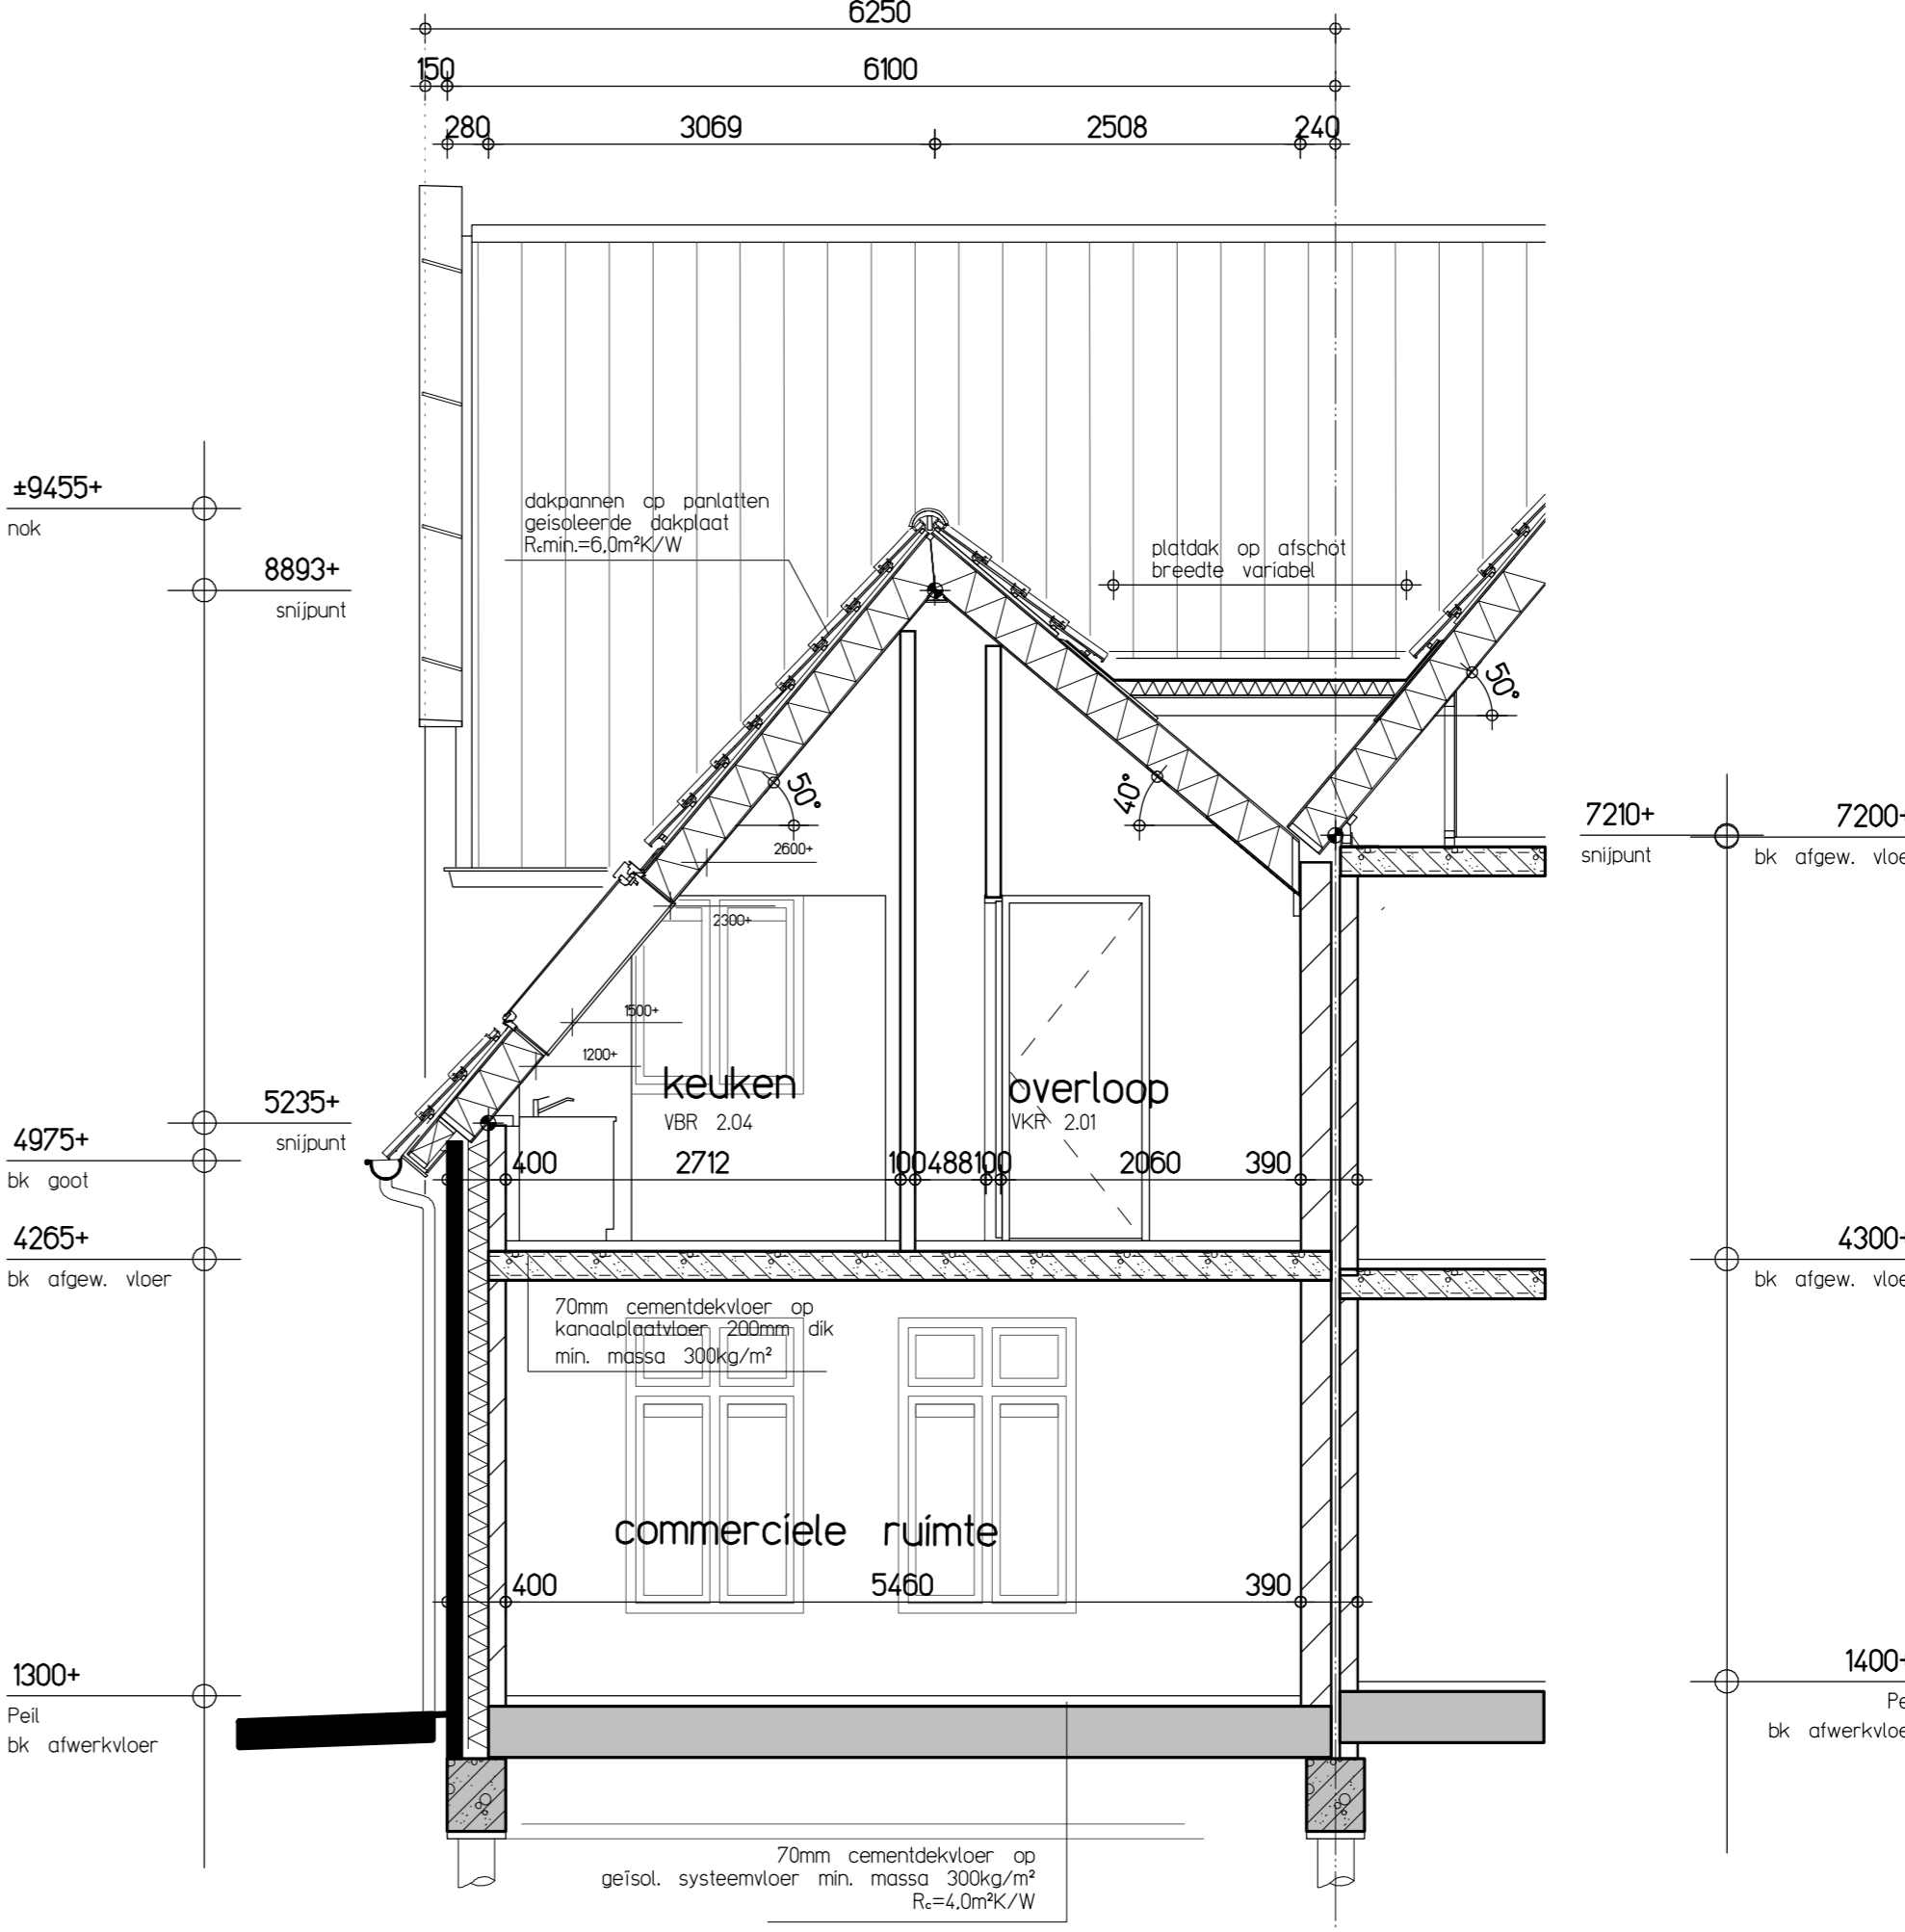 6250
150 6100
280 3069 2508 240
±9455+
nok
8893+
snijpunt
dakpannen op panlatten
geisoleerde dakplaat
Rcmin.=6,0m²K/W
platdak op afschot
breedte variabel
50°
50°
40°
7210+
snijpunt
7200+
bk afgew. vloe
2600+
2300+
1500+
1200+
5235+
snijpunt
4975+
bk goot
keuken
VBR 2.04
overloop
VKR 2.01
400 2712 100 488 100 2060 390
4265+
bk afgew. vloer
4300+
bk afgew. vloe
70mm cementdekvloer op
kanaalplaatvloer 200mm dik
min. massa 300kg/m²
commerciele ruimte
400 5460 390
1300+
Peil
bk afwerkvloer
1400+
Pe
bk afwerkvloe
70mm cementdekvloer op
geïsol. systeemvloer min. massa 300kg/m²
Rc=4,0m²K/W